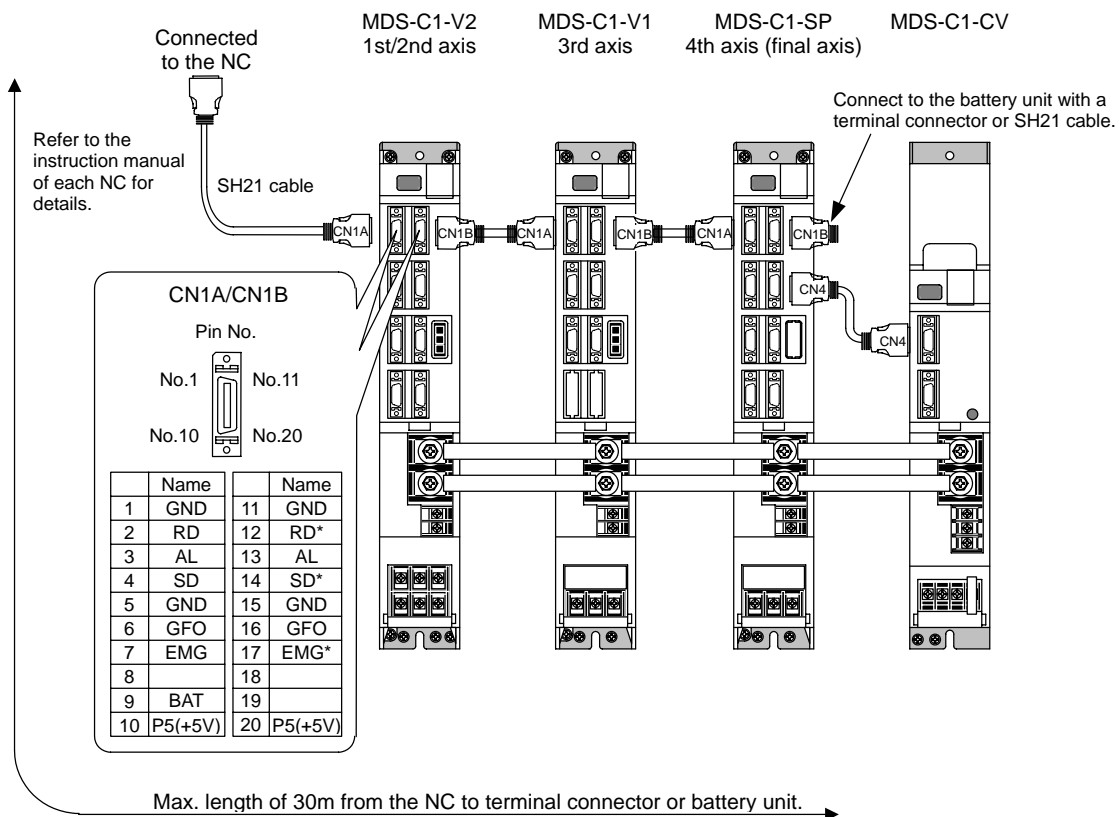 MDS-C1-V2
1st/2nd axis
MDS-C1-V1
3rd axis
MDS-C1-SP
4th axis (final axis)
MDS-C1-CV
Connected
to the NC
Connect to the battery unit with a
terminal connector or SH21 cable.
Refer to the
instruction manual
of each NC for
details.
SH21 cable
CN1A
CN1B
CN1A
CN1B
CN1A
CN1B
CN4
CN4
CN1A/CN1B
Pin No.
No.1
No.11
No.10
No.20
Name Name
1 GND 11 GND
2 RD 12 RD*
3 AL 13 AL
4 SD 14 SD*
5 GND 15 GND
6 GFO 16 GFO
7 EMG 17 EMG*
8 18
9 BAT 19
10 P5(+5V) 20 P5(+5V)
Max. length of 30m from the NC to terminal connector or battery unit.